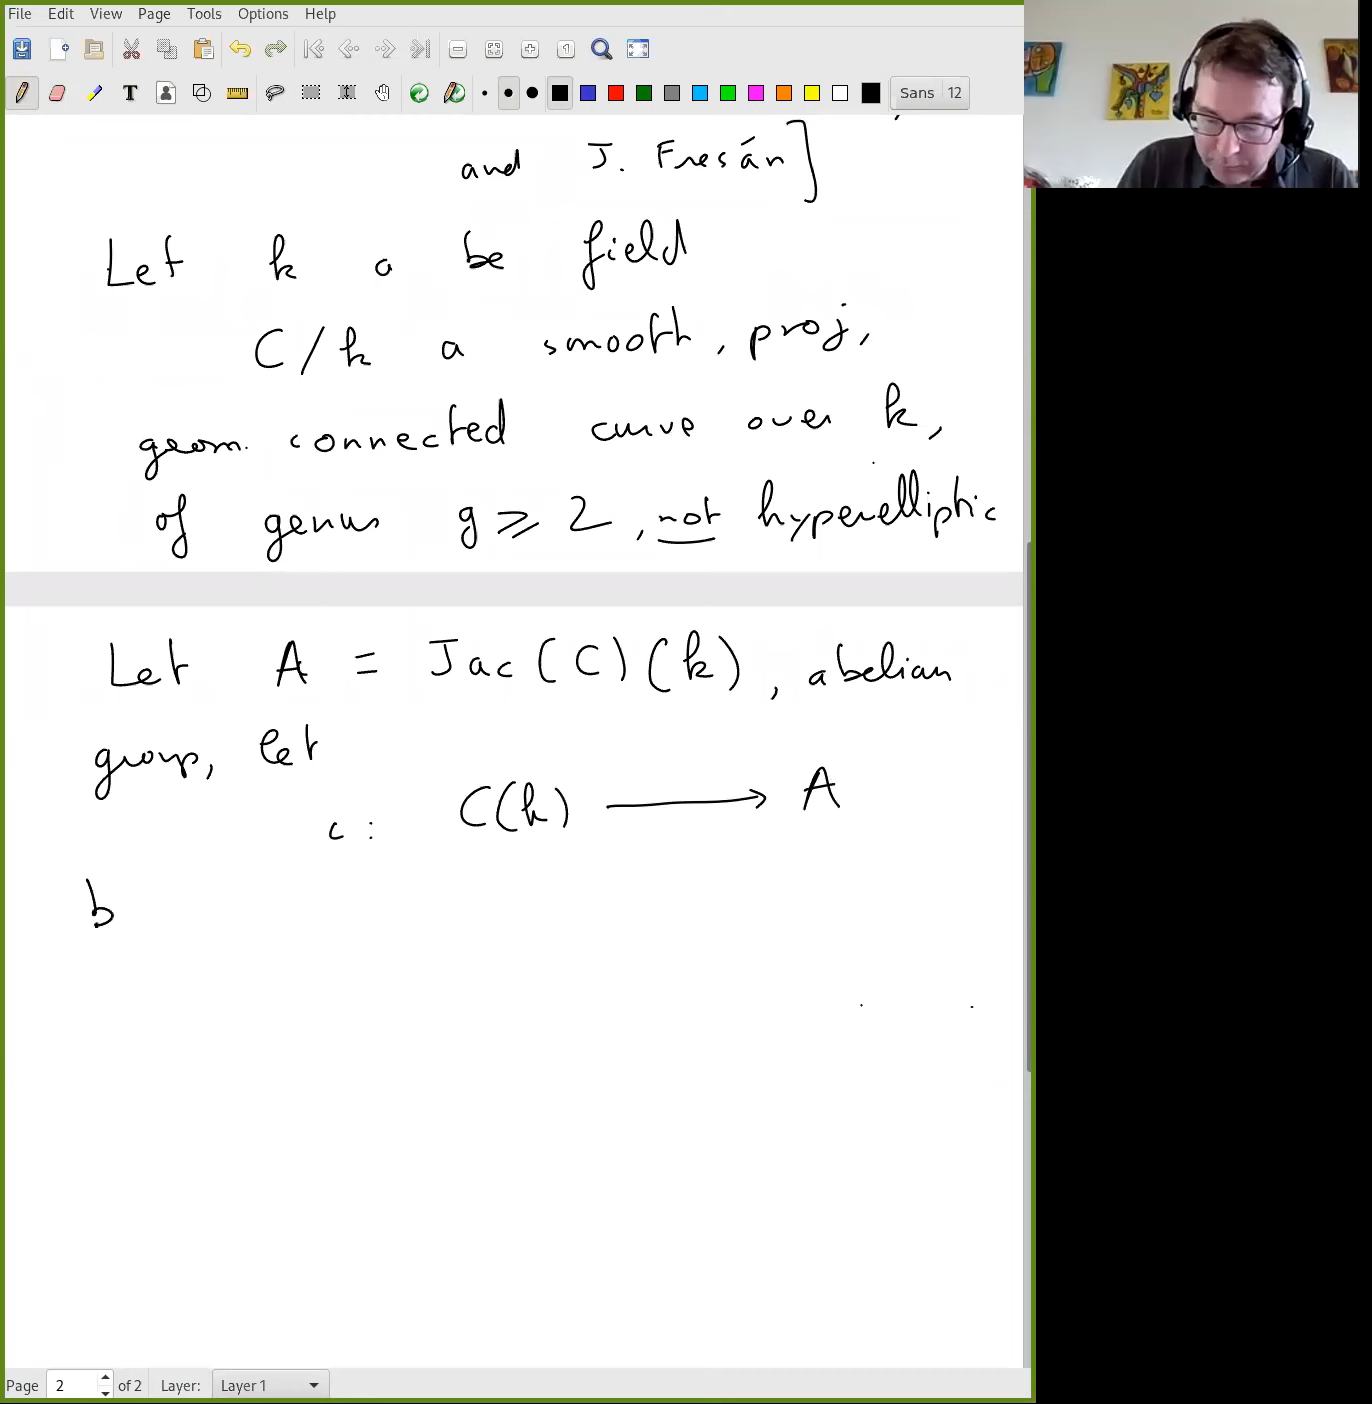 File Edit View Page Tools Options Help
Sans 12
and J. Fresán]
Let k a be field
C/k a smooth, proj,
geom. connected curve over k,
of genus g ⩾ 2, not hyperelliptic
Let A = Jac(C)(k), abelian
group, let
c: C(k) ⟶ A
b
Page 2 of 2 Layer: Layer 1